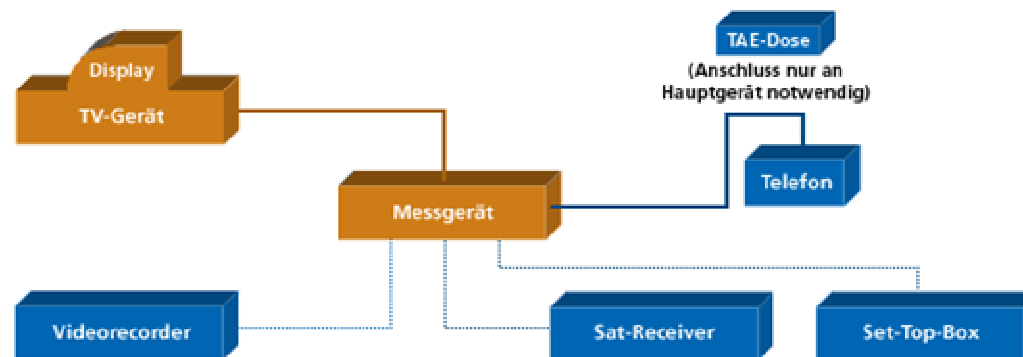 TAE-Dose
(Anschluss nur an
Hauptgerät notwendig)
Display
TV-Gerät
Telefon
Messgerät
Videorecorder
Sat-Receiver
Set-Top-Box